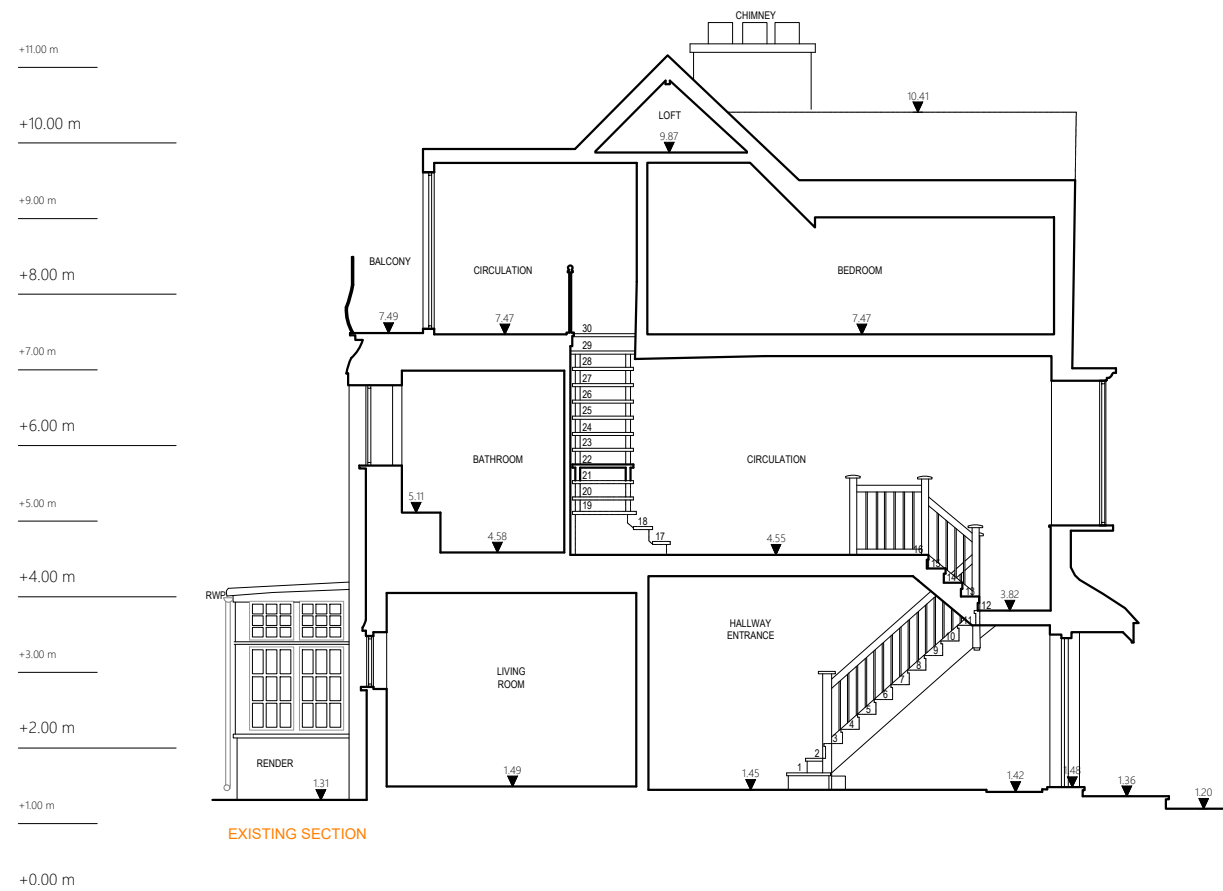 CHIMNEY
+11.00 m
10.41
+10.00 m
LOFT
9.87
+9.00 m
BALCONY
CIRCULATION
BEDROOM
+8.00 m
7.49
7.47
7.47
30
29
+7.00 m
28
27
26
25
+6.00 m
24
23
22
BATHROOM
CIRCULATION
21
20
19
5.11
+5.00 m
18
17
4.58
4.55
16
15
14
13
+4.00 m
RWP
12
3.82
11
HALLWAY
ENTRANCE
10
9
+3.00 m
8
LIVING
ROOM
7
6
5
+2.00 m
4
3
2
1
RENDER
1.31
1.49
1.45
1.42
1.48
1.36
1.20
+1.00 m
EXISTING SECTION
+0.00 m